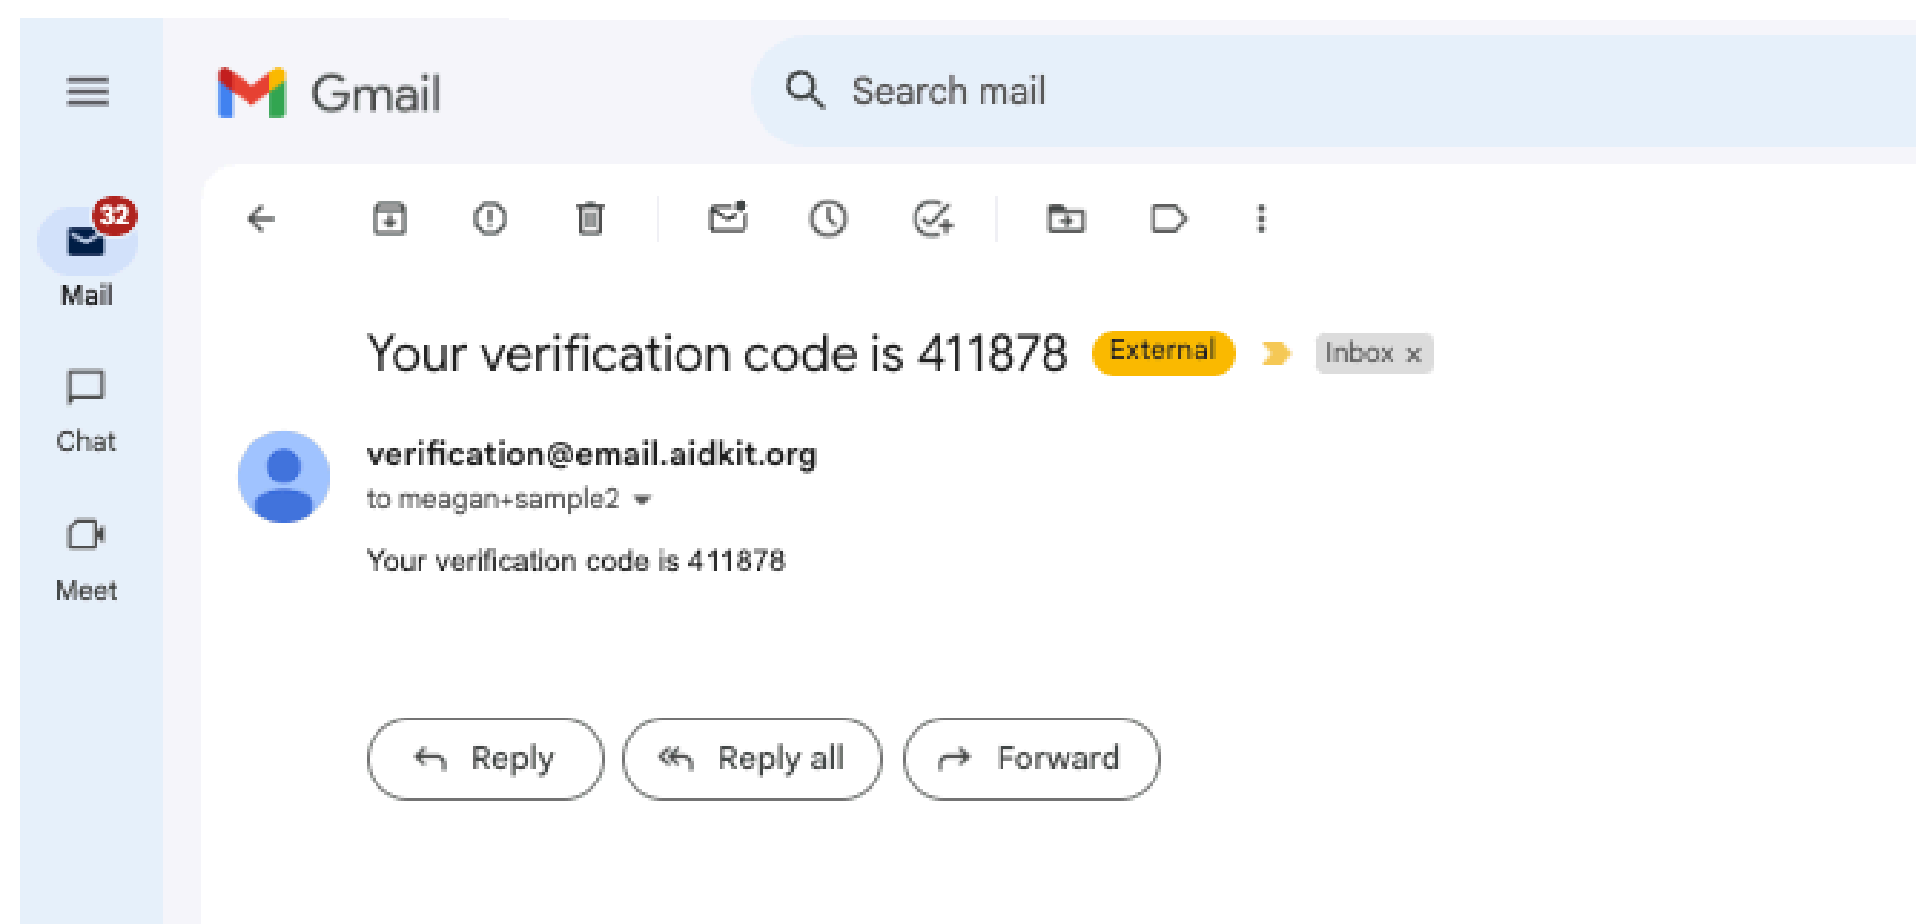 Gmail
Search mail
32
Mail
Chat
Meet
Your verification code is 411878 External Inbox x
verification@email.aidkit.org
to meagan+sample2
Your verification code is 411878
Reply Reply all Forward